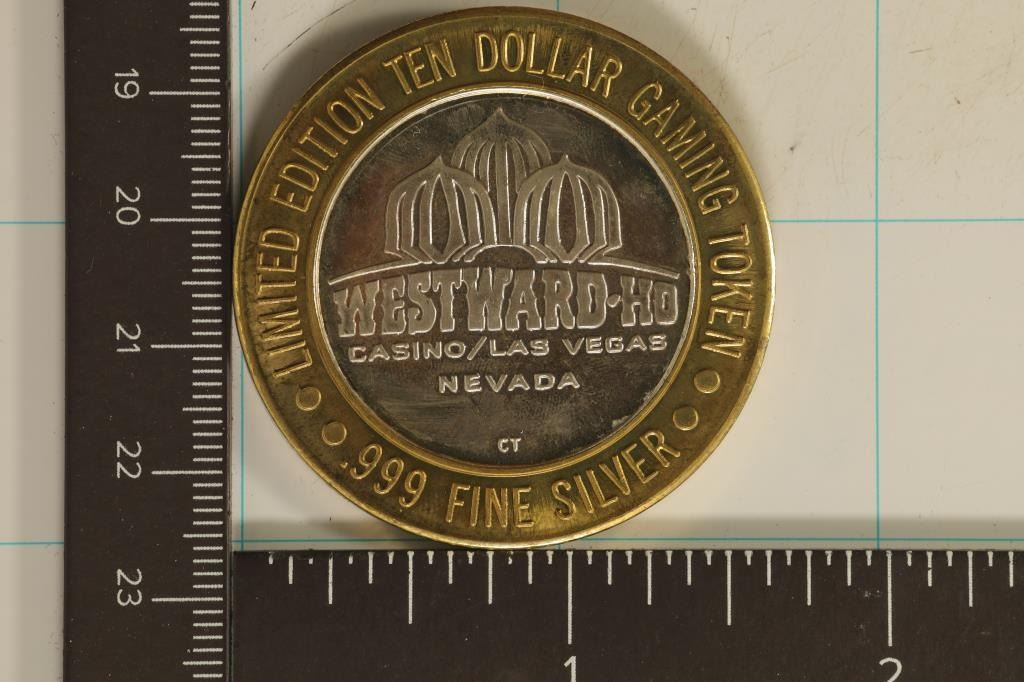 LIMITED EDITION TEN DOLLAR GAMING TOKEN
WESTWARD-HO
CASINO/LAS VEGAS
NEVADA
CT
.999 FINE SILVER
19
20
21
22
23
1
2